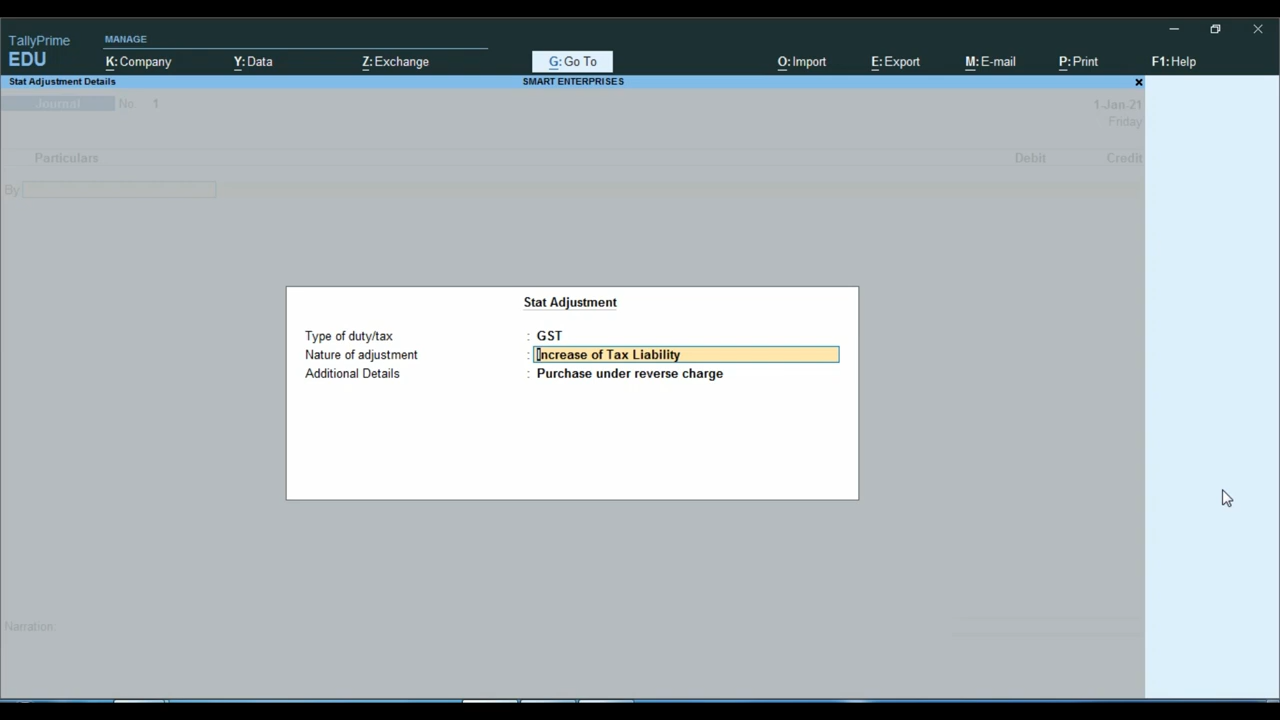 TallyPrime
EDU
MANAGE
K: Company
Y: Data
Z: Exchange
G: Go To
O: Import
E: Export
M: E-mail
P: Print
F1: Help
Stat Adjustment Details
SMART ENTERPRISES
Journal No. 1
1-Jan-21
Friday
Particulars
Debit
Credit
By
Stat Adjustment
Type of duty/tax : GST
Nature of adjustment : Increase of Tax Liability
Additional Details : Purchase under reverse charge
Narration: